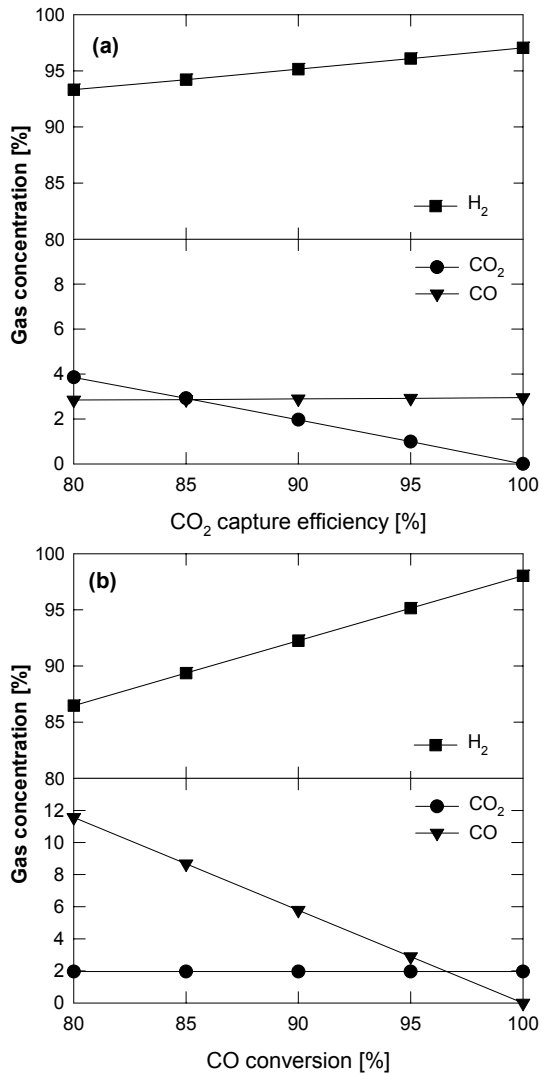 (a)
100
95
90
85
80
Gas concentration [%]
H2
CO2
CO
8
6
4
2
0
80 85 90 95 100
CO2 capture efficiency [%]
(b)
100
95
90
85
80
Gas concentration [%]
H2
CO2
CO
12
10
8
6
4
2
0
80 85 90 95 100
CO conversion [%]